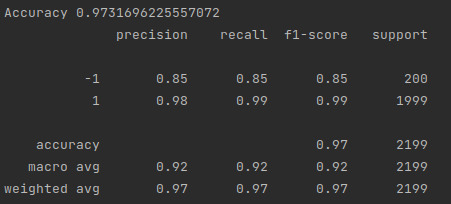 Accuracy 0.9731696225557072
precision recall f1-score support
-1 0.85 0.85 0.85 200
1 0.98 0.99 0.99 1999
accuracy 0.97 2199
macro avg 0.92 0.92 0.92 2199
weighted avg 0.97 0.97 0.97 2199